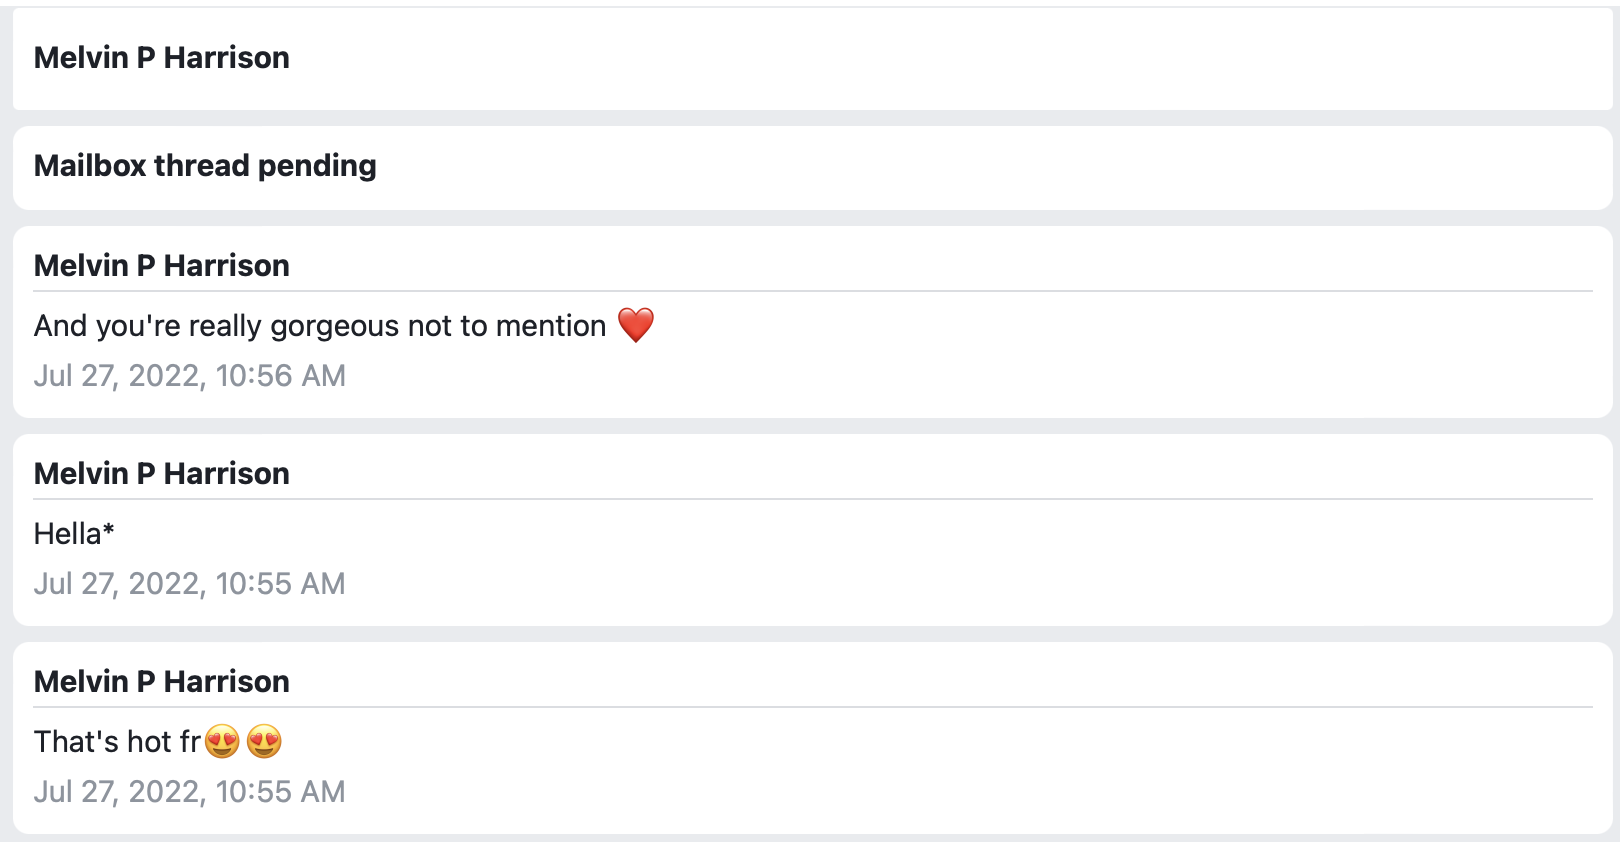 Melvin P Harrison
Mailbox thread pending
Melvin P Harrison
And you're really gorgeous not to mention ❤️
Jul 27, 2022, 10:56 AM
Melvin P Harrison
Hella*
Jul 27, 2022, 10:55 AM
Melvin P Harrison
That's hot fr😍😍
Jul 27, 2022, 10:55 AM